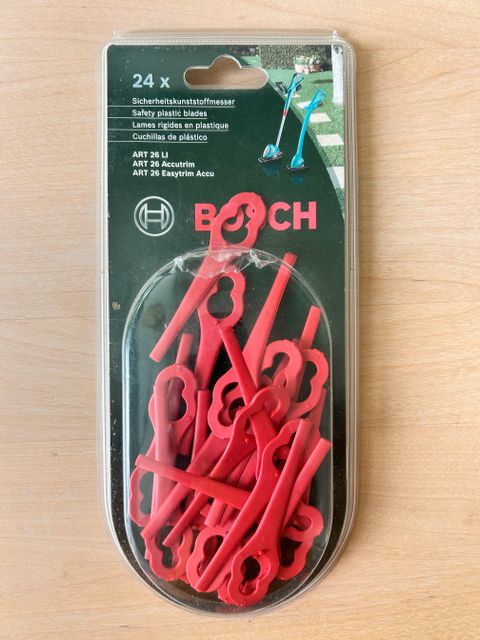 24 x
Sicherheitskunststoffmesser
Safety plastic blades
Lames rigides en plastique
Cuchillas de plástico
ART 26 LI
ART 26 Accutrim
ART 26 Easytrim Accu
BOSCH